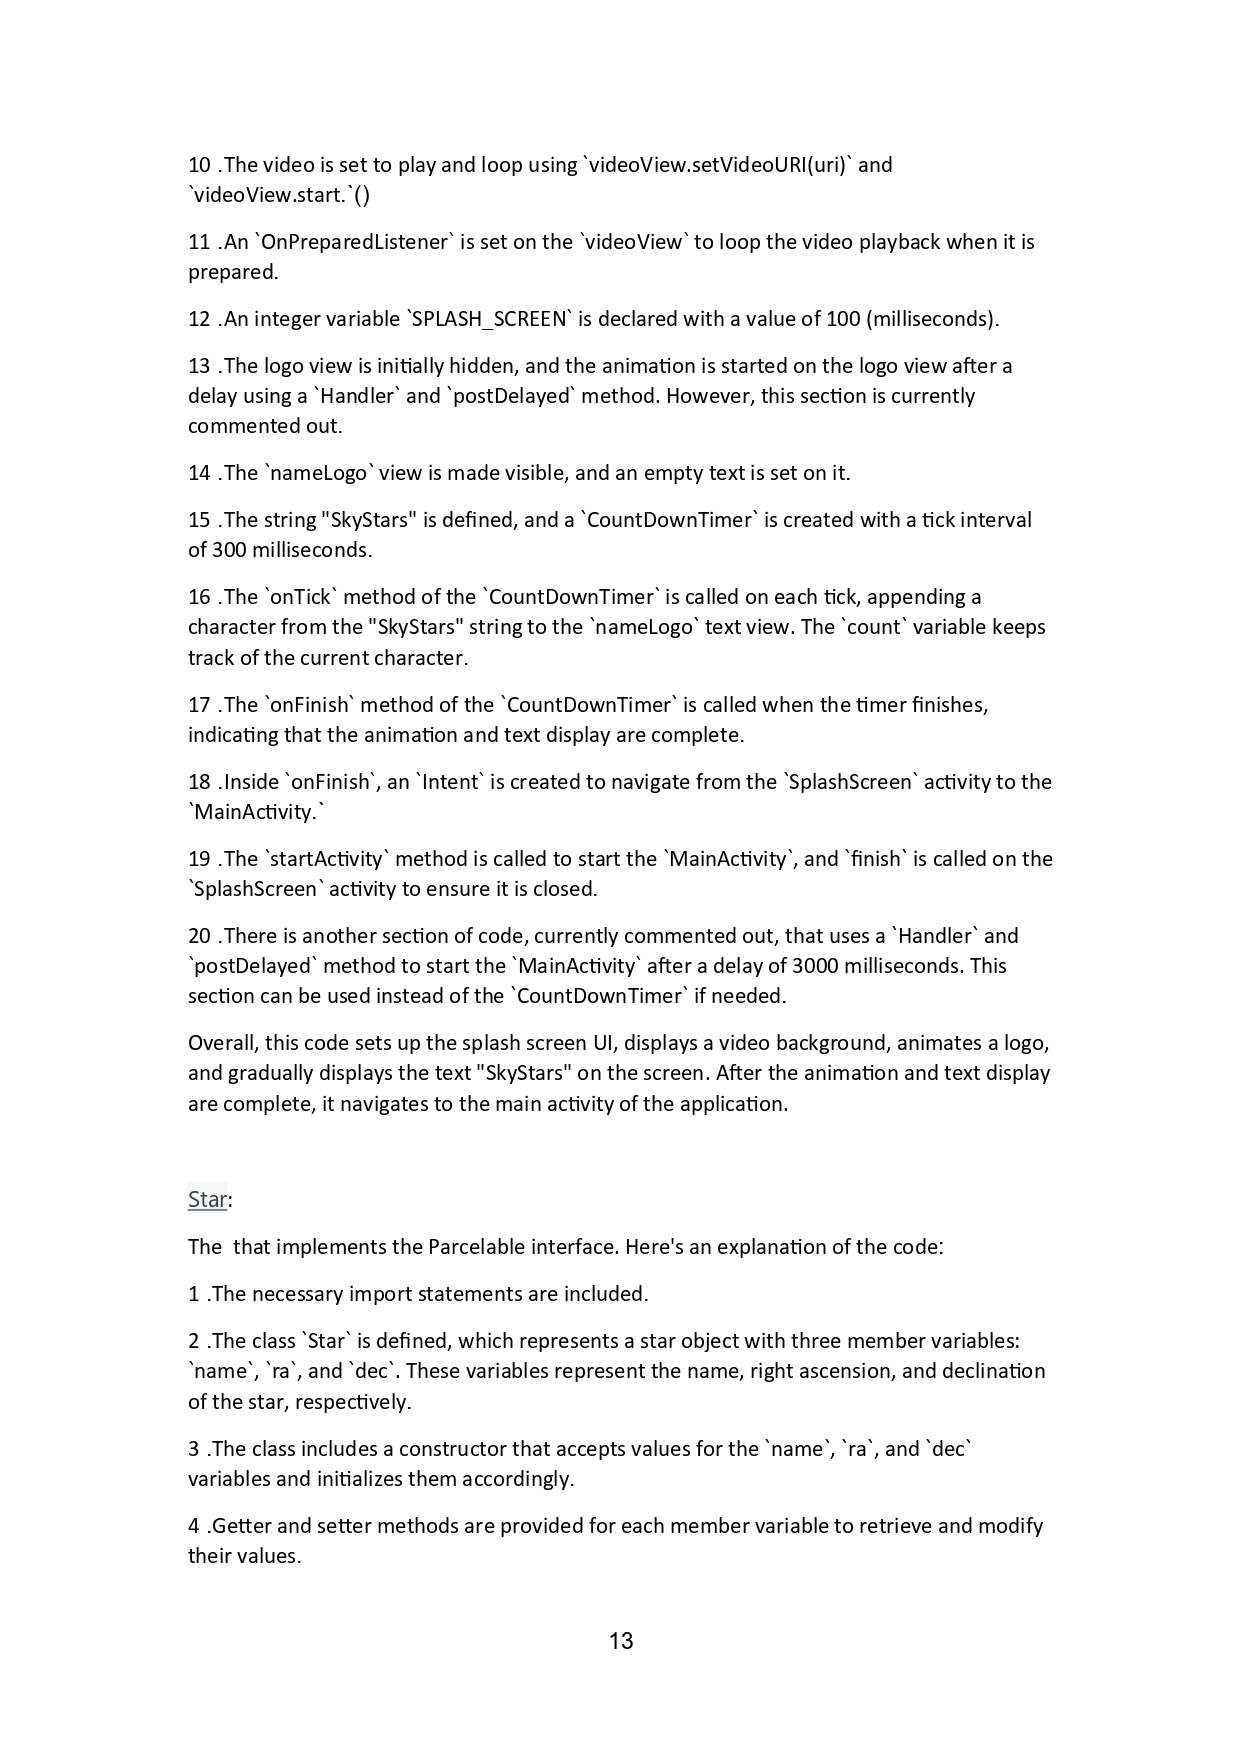 10 .The video is set to play and loop using `videoView.setVideoURI(uri)` and
`videoView.start.`()
11 .An `OnPreparedListener` is set on the `videoView` to loop the video playback when it is
prepared.
12 .An integer variable `SPLASH_SCREEN` is declared with a value of 100 (milliseconds).
13 .The logo view is initially hidden, and the animation is started on the logo view after a
delay using a `Handler` and `postDelayed` method. However, this section is currently
commented out.
14 .The `nameLogo` view is made visible, and an empty text is set on it.
15 .The string "SkyStars" is defined, and a `CountDownTimer` is created with a tick interval
of 300 milliseconds.
16 .The `onTick` method of the `CountDownTimer` is called on each tick, appending a
character from the "SkyStars" string to the `nameLogo` text view. The `count` variable keeps
track of the current character.
17 .The `onFinish` method of the `CountDownTimer` is called when the timer finishes,
indicating that the animation and text display are complete.
18 .Inside `onFinish`, an `Intent` is created to navigate from the `SplashScreen` activity to the
`MainActivity.`
19 .The `startActivity` method is called to start the `MainActivity`, and `finish` is called on the
`SplashScreen` activity to ensure it is closed.
20 .There is another section of code, currently commented out, that uses a `Handler` and
`postDelayed` method to start the `MainActivity` after a delay of 3000 milliseconds. This
section can be used instead of the `CountDownTimer` if needed.
Overall, this code sets up the splash screen UI, displays a video background, animates a logo,
and gradually displays the text "SkyStars" on the screen. After the animation and text display
are complete, it navigates to the main activity of the application.
Star:
The  that implements the Parcelable interface. Here's an explanation of the code:
1 .The necessary import statements are included.
2 .The class `Star` is defined, which represents a star object with three member variables:
`name`, `ra`, and `dec`. These variables represent the name, right ascension, and declination
of the star, respectively.
3 .The class includes a constructor that accepts values for the `name`, `ra`, and `dec`
variables and initializes them accordingly.
4 .Getter and setter methods are provided for each member variable to retrieve and modify
their values.
13